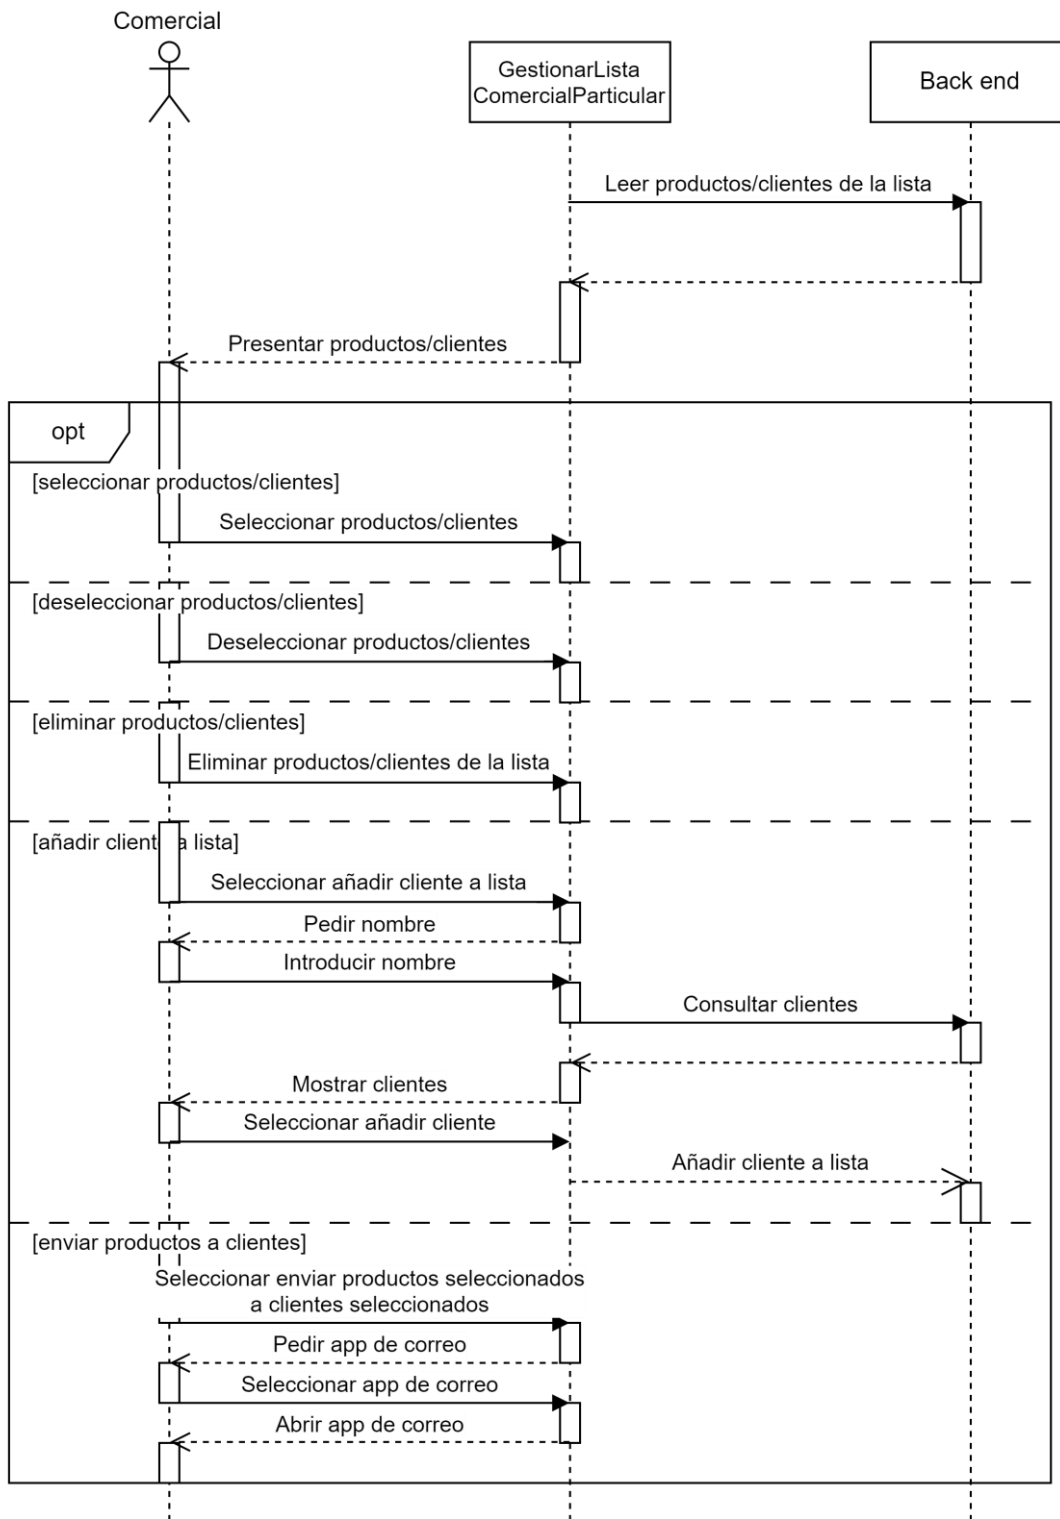 Comercial
GestionarLista
ComercialParticular
Back end
Leer productos/clientes de la lista
Presentar productos/clientes
opt
[seleccionar productos/clientes]
Seleccionar productos/clientes
[deseleccionar productos/clientes]
Deseleccionar productos/clientes
[eliminar productos/clientes]
Eliminar productos/clientes de la lista
[añadir cliente a lista]
Seleccionar añadir cliente a lista
Pedir nombre
Introducir nombre
Consultar clientes
Mostrar clientes
Seleccionar añadir cliente
Añadir cliente a lista
[enviar productos a clientes]
Seleccionar enviar productos seleccionados
a clientes seleccionados
Pedir app de correo
Seleccionar app de correo
Abrir app de correo